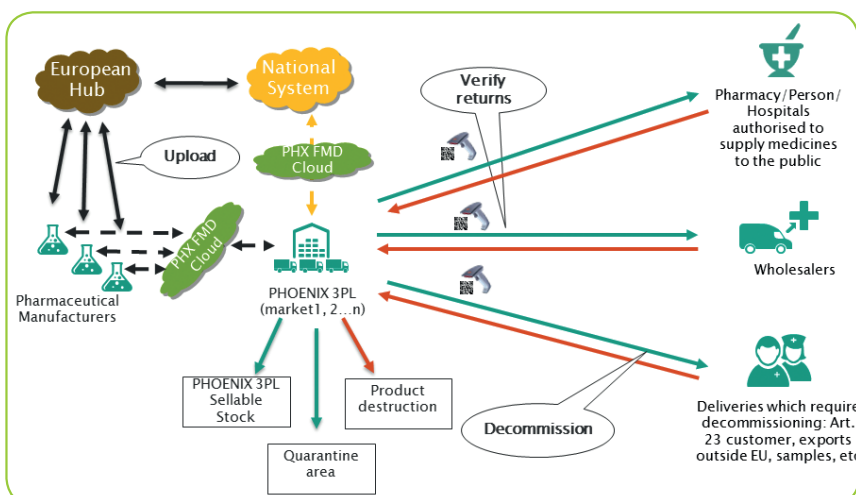 European
Hub
National
System
Verify
returns
Upload
PHX FMD
Cloud
PHX FMD
Cloud
Pharmaceutical
Manufacturers
PHOENIX 3PL
(market1, 2...n)
PHOENIX 3PL
Sellable
Stock
Product
destruction
Quarantine
area
Decommission
Pharmacy/Person/
Hospitals
authorised to
supply medicines
to the public
Wholesalers
Deliveries which require
decommissioning: Art.
23 customer, exports
outside EU, samples, etc